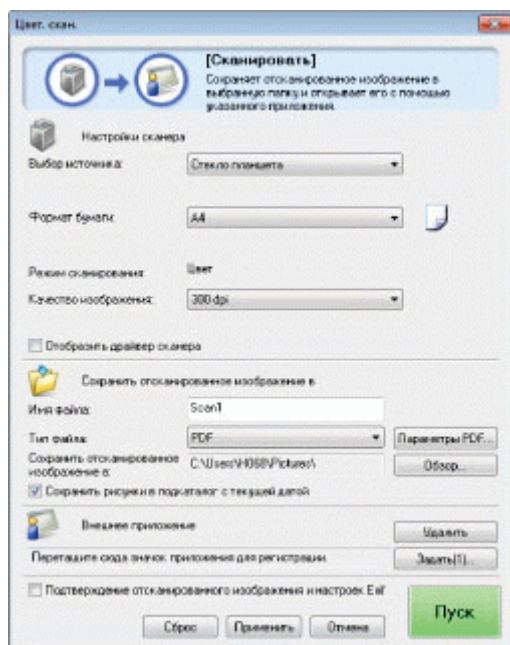 Цвет. скан.
[Сканировать]
Сохраняет отсканированное изображение в
выбранную папку и открывает его с помощью
указанного приложения.
Настройки сканера
Выбор источника:
Стекло планшета
Формат бумаги:
A4
Режим сканирования:
Цвет
Качество изображения:
300 dpi
Отобразить драйвер сканера
Сохранить отсканированное изображение в
Имя файла:
Scan1
Тип файла:
PDF
Параметры PDF...
Сохранить отсканированное
изображение в:
C:\Users\HOSB\Pictures\
Обзор...
Сохранить рисунки в подкаталог с текущей датой
Внешнее приложение
Удалить
Перетащите сюда значок приложения для регистрации.
Задать(1)...
Подтверждение отсканированного изображения и настроек Exif
Пуск
Сброс
Применить
Отмена